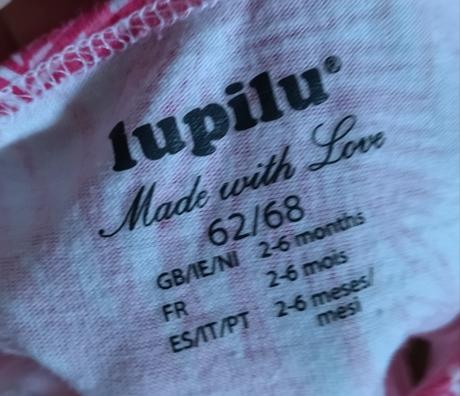 lupilu®
Made with Love
62/68
GB/IE/NI 2-6 months
FR 2-6 mois
ES/IT/PT 2-6 meses/
mesi